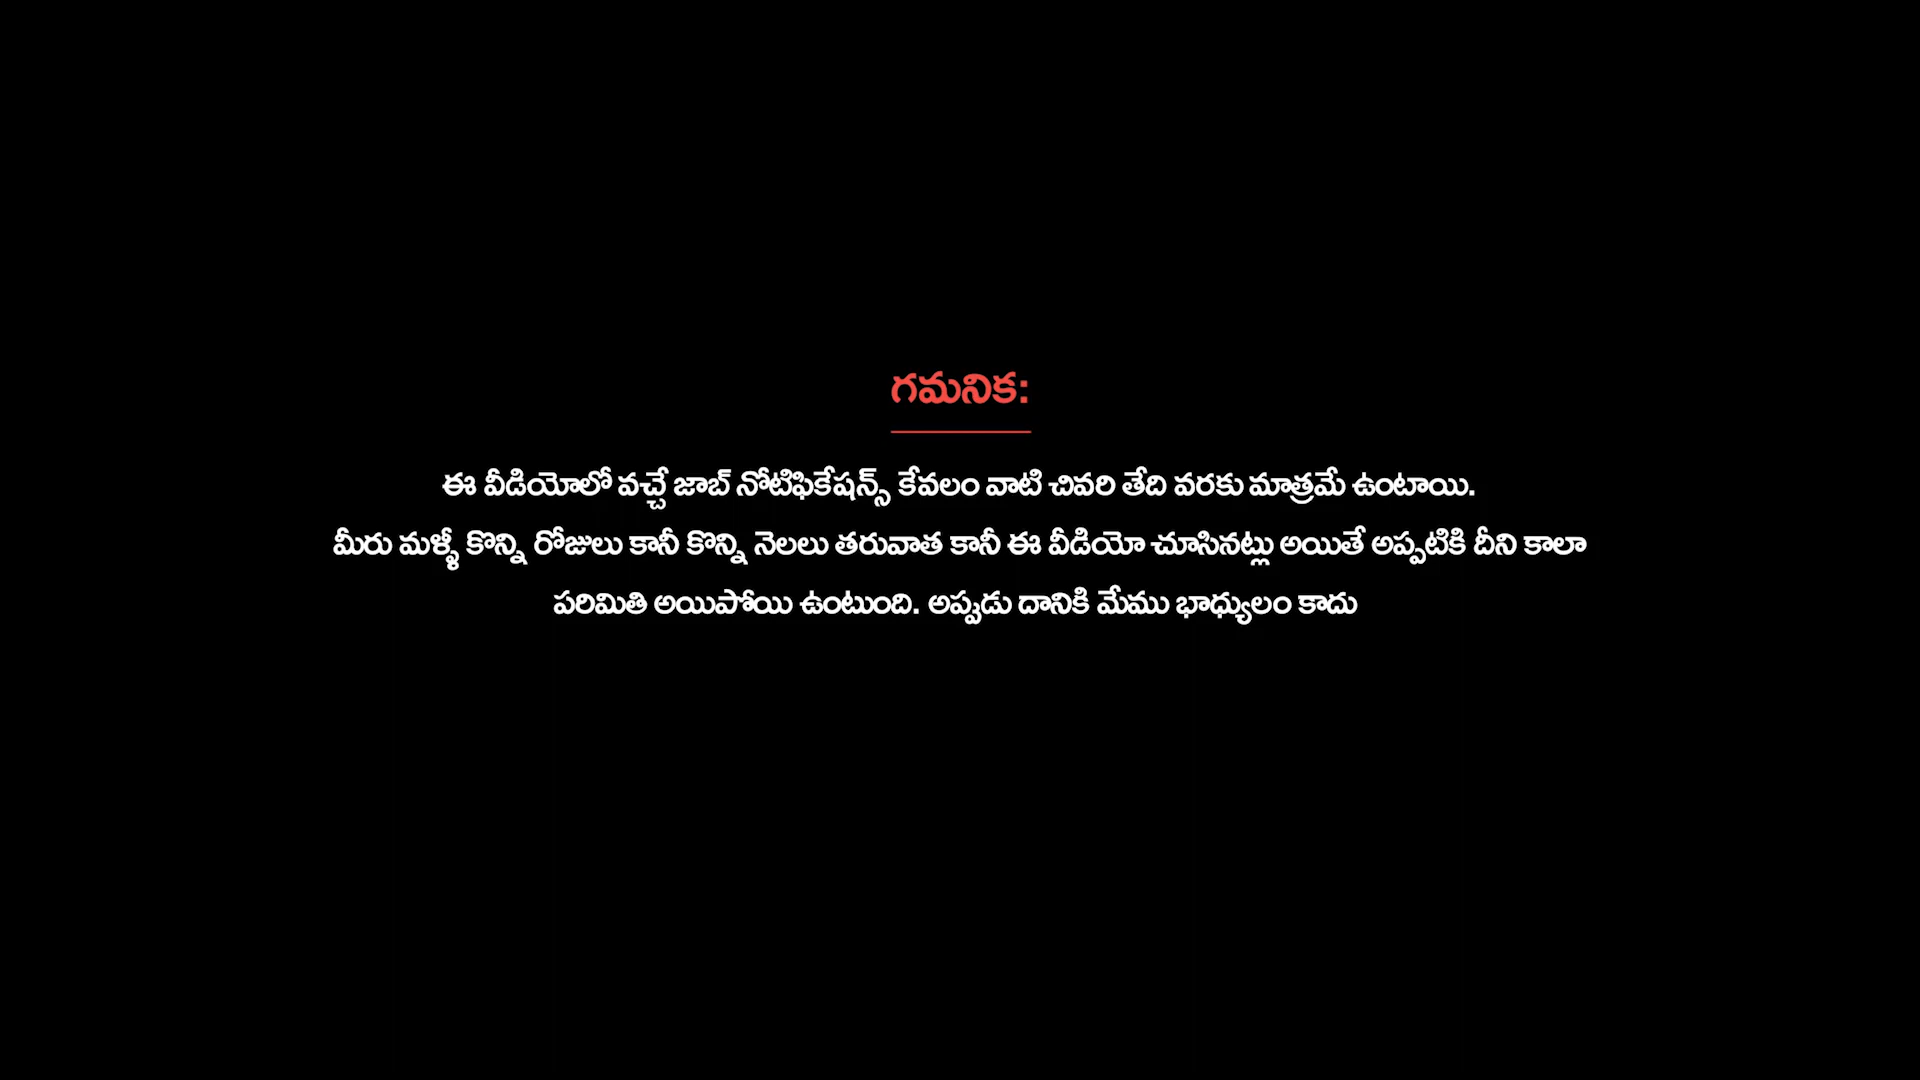 గమనిక:
ఈ వీడియోలో వచ్చే జాబ్ నోటిఫికేషన్స్ కేవలం వాటి చివరి తేది వరకు మాత్రమే ఉంటాయి.
మీరు మళ్ళీ కొన్ని రోజులు కానీ కొన్ని నెలలు తరువాత కానీ ఈ వీడియో చూసినట్లు అయితే అప్పటికి దీని కాలా
పరిమితి అయిపోయి ఉంటుంది. అప్పుడు దానికి మేము భాధ్యులం కాదు